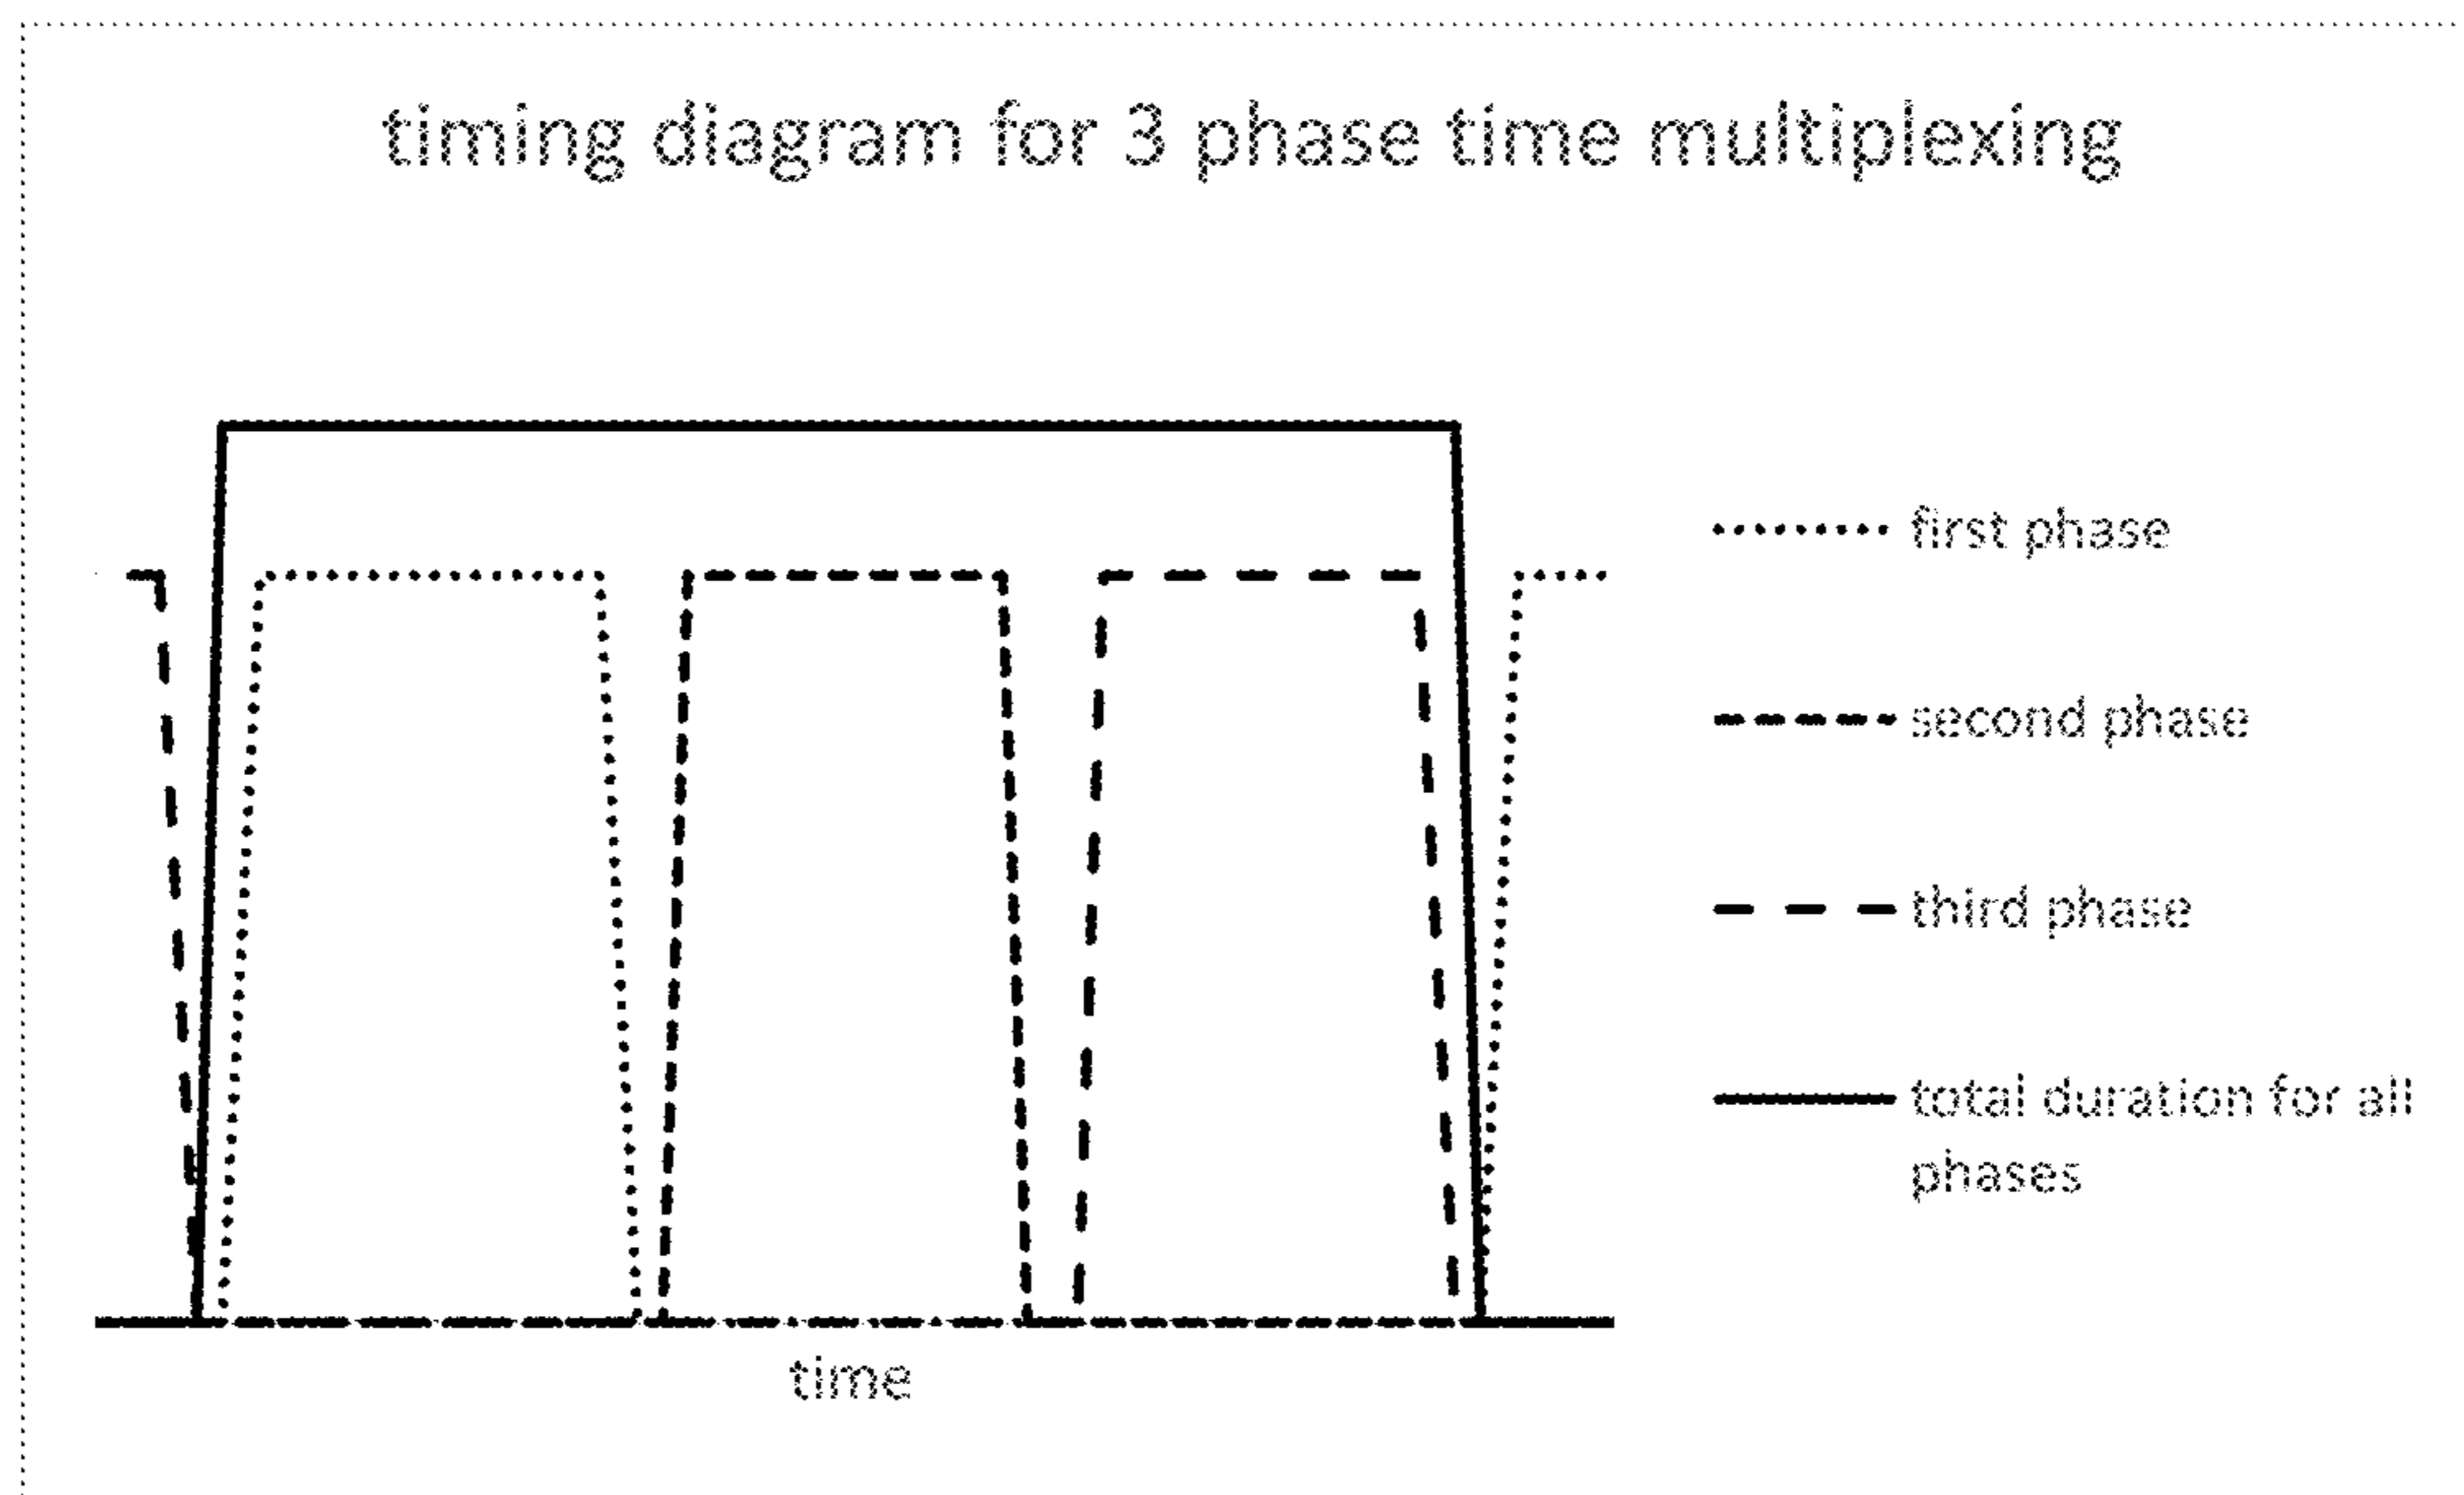 timing diagram for 3 phase time multiplexing
first phase
second phase
third phase
total duration for all
phases
time